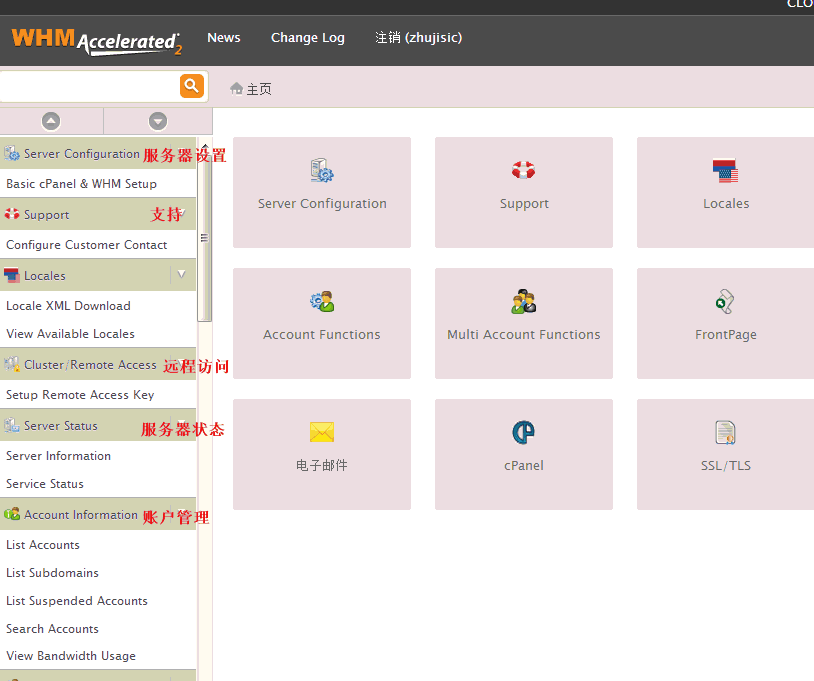 CLO
WHM Accelerated 2
News Change Log 注销 (zhujisic)
主页
Server Configuration 服务器设置
Basic cPanel & WHM Setup
Support 支持
Configure Customer Contact
Locales
Locale XML Download
View Available Locales
Cluster/Remote Access 远程访问
Setup Remote Access Key
Server Status 服务器状态
Server Information
Service Status
Account Information 账户管理
List Accounts
List Subdomains
List Suspended Accounts
Search Accounts
View Bandwidth Usage
Server Configuration Support Locales
Account Functions Multi Account Functions FrontPage
电子邮件 cPanel SSL/TLS